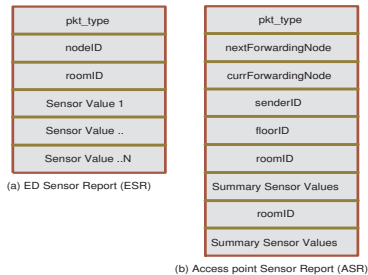 pkt_type
nodeID
roomID
Sensor Value 1
Sensor Value ..
Sensor Value ..N
(a) ED Sensor Report (ESR)
pkt_type
nextForwardingNode
currForwardingNode
senderID
floorID
roomID
Summary Sensor Values
roomID
Summary Sensor Values
(b) Access point Sensor Report (ASR)